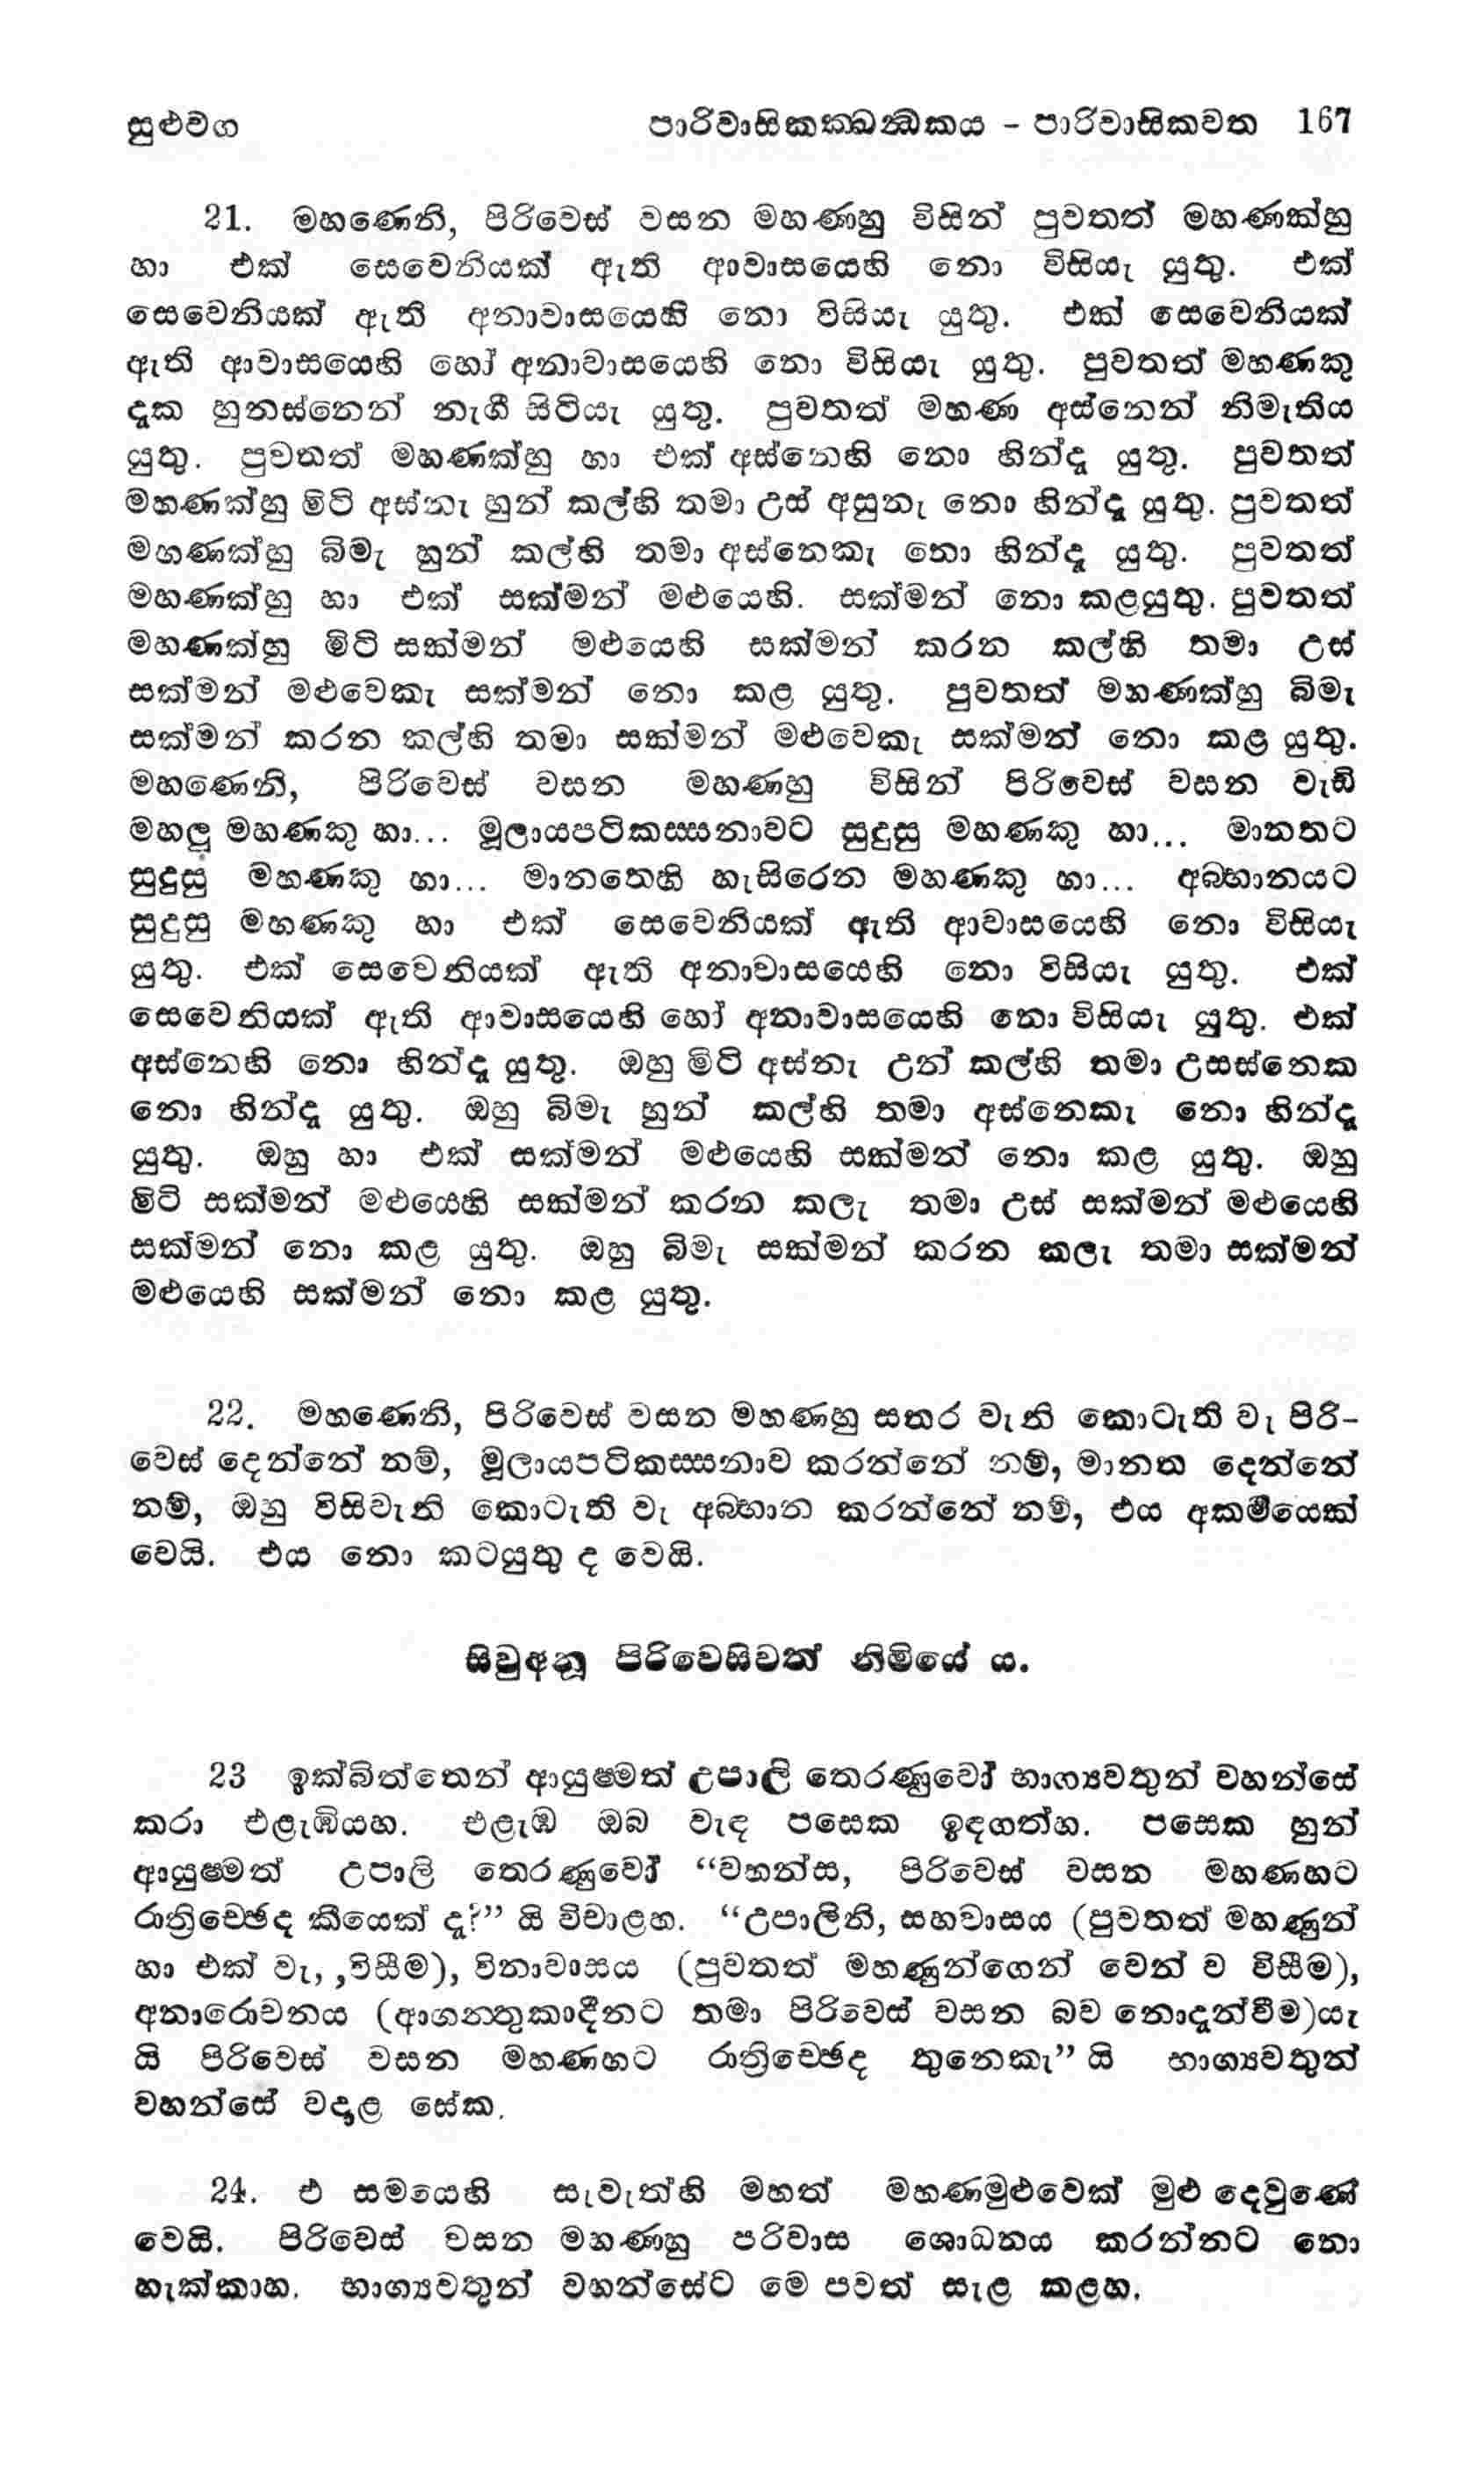 සුළුවග පාරිවාසිකක්ඛන්ධකය - පාරිවාසිකවත 167
21. මහණෙනි, පිරිවෙස් වසන මහණහු විසින් පුවතත් මහණක්හු
හා එක් සෙවෙනියක් ඇති ආවාසයෙහි නො විසියැ යුතු. එක්
සෙවෙනියක් ඇති අනාවාසයෙහි නො විසියැ යුතු. එක් සෙවෙනියක්
ඇති ආවාසයෙහි හෝ අනාවාසයෙහි නො විසියැ යුතු. පුවතත් මහණකු
දැක හුනස්නෙන් නැගී සිටියැ යුතු. පුවතත් මහණ අස්නෙන් නිමැතිය
යුතු. පුවතත් මහණක්හු හා එක් අස්නෙහි නො හින්දැ යුතු. පුවතත්
මහණක්හු මිටි අස්නැ හුන් කල්හි තමා උස් අසුනැ නො හින්දැ යුතු. පුවතත්
මහණක්හු බිමැ හුන් කල්හි තමා අස්නෙකැ නො හින්දැ යුතු. පුවතත්
මහණක්හු හා එක් සක්මන් මළුයෙහි. සක්මන් නො කළයුතු. පුවතත්
මහණක්හු මිටි සක්මන් මළුයෙහි සක්මන් කරන කල්හි තමා උස්
සක්මන් මළුවෙකැ සක්මන් නො කළ යුතු. පුවතත් මහණක්හු බිමැ
සක්මන් කරන කල්හි තමා සක්මන් මළුවෙකැ සක්මන් නො කළ යුතු.
මහණෙනි, පිරිවෙස් වසන මහණහු විසින් පිරිවෙස් වසන වැඩි
මහලු මහණකු හා... මූලායපටිකස්සනාවට සුදුසු මහණකු හා... මානතට
සුදුසු මහණකු හා... මානතෙහි හැසිරෙන මහණකු හා... අබ්භානයට
සුදුසු මහණකු හා එක් සෙවෙනියක් ඇති ආවාසයෙහි නො විසියැ
යුතු. එක් සෙවෙනියක් ඇති අනාවාසයෙහි නො විසියැ යුතු. එක්
සෙවෙනියක් ඇති ආවාසයෙහි හෝ අනාවාසයෙහි නො විසියැ යුතු. එක්
අස්නෙහි නො හින්දැ යුතු. ඔහු මිටි අස්නැ උන් කල්හි තමා උසස්නෙක
නො හින්දැ යුතු. ඔහු බිමැ හුන් කල්හි තමා අස්නෙකැ නො හින්දැ
යුතු. ඔහු හා එක් සක්මන් මළුයෙහි සක්මන් නො කළ යුතු. ඔහු
මිටි සක්මන් මළුයෙහි සක්මන් කරන කලැ තමා උස් සක්මන් මළුයෙහි
සක්මන් නො කළ යුතු. ඔහු බිමැ සක්මන් කරන කලැ තමා සක්මන්
මළුයෙහි සක්මන් නො කළ යුතු.
22. මහණෙනි, පිරිවෙස් වසන මහණහු සතර වැනි කොටැති වැ පිරි-
වෙස් දෙන්නේ නම්, මූලායපටිකස්සනාව කරන්නේ නම්, මානත දෙන්නේ
නම්, ඔහු විසිවැනි කොටැති වැ අබ්භාන කරන්නේ නම්, එය අකර්මයෙක්
වෙයි. එය නො කටයුතු ද වෙයි.
සිවුඅනූ පිරිවෙසිවත් නිමියේ ය.
23 ඉක්බිත්තෙන් ආයුෂ්මත් උපාලි තෙරණුවෝ භාග්‍යවතුන් වහන්සේ
කරා එළැඹියහ. එළැඹ ඔබ වැඳ පසෙක ඉඳගත්හ. පසෙක හුන්
ආයුෂ්මත් උපාලි තෙරණුවෝ “වහන්ස, පිරිවෙස් වසන මහණහට
රාත්‍රිච්ඡේද කීයෙක් දැ?” යි විචාළහ. “උපාලිනි, සහවාසය (පුවතත් මහණුන්
හා එක් වැ, ,විසීම), විනාවාසය (පුවතත් මහණුන්ගෙන් වෙන් ව විසීම),
අනාරොචනය (ආගන්තුකාදීනට තමා පිරිවෙස් වසන බව නොදැන්වීම)යැ
යි පිරිවෙස් වසන මහණහට රාත්‍රිච්ඡේද තුනෙකැ” යි භාග්‍යවතුන්
වහන්සේ වදාළ සේක.
24. එ සමයෙහි සැවැත්හි මහත් මහණමුළුවෙක් මුළු දෙවුණේ
වෙයි. පිරිවෙස් වසන මහණහු පරිවාස ශොධනය කරන්නට නො
හැක්කාහ. භාග්‍යවතුන් වහන්සේට මෙ පවත් සැළ කළහ.